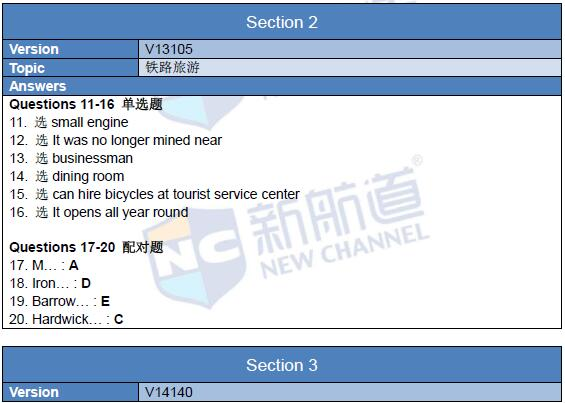 Section 2
Version V13105
Topic 铁路旅游
Answers
Questions 11-16 单选题
11. 选 small engine
12. 选 It was no longer mined near
13. 选 businessman
14. 选 dining room
15. 选 can hire bicycles at tourist service center
16. 选 It opens all year round
新航道®
NC
NEW CHANNEL
Questions 17-20 配对题
17. M… : A
18. Iron… : D
19. Barrow… : E
20. Hardwick… : C
Section 3
Version V14140